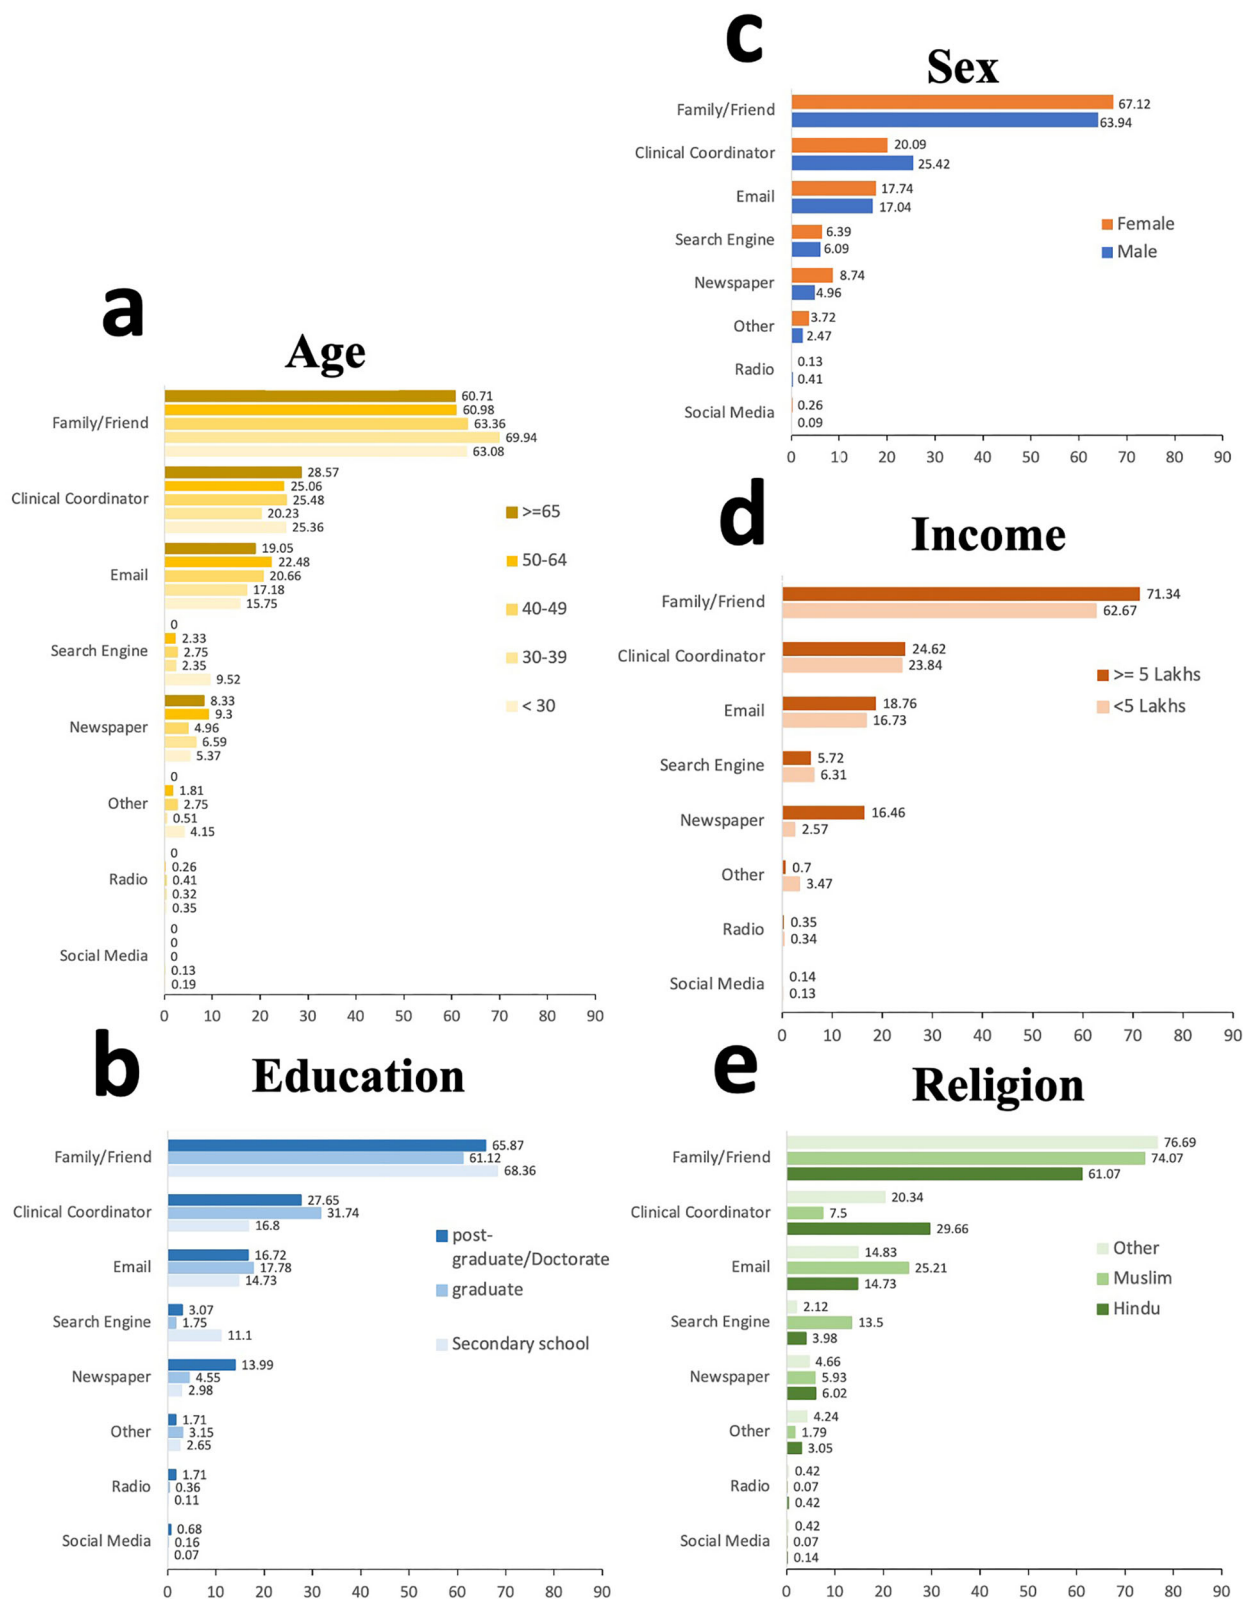 a
Age
Family/Friend
60.71
60.98
63.36
69.94
63.08
Clinical Coordinator
28.57
25.06
25.48
20.23
25.36
Email
19.05
22.48
20.66
17.18
15.75
Search Engine
0
2.33
2.75
2.35
9.52
Newspaper
8.33
9.3
4.96
6.59
5.37
Other
0
1.81
2.75
0.51
4.15
Radio
0
0.26
0.41
0.32
0.35
Social Media
0
0
0
0.13
0.19
>=65
50-64
40-49
30-39
< 30
0 10 20 30 40 50 60 70 80 90
b
Education
Family/Friend
65.87
61.12
68.36
Clinical Coordinator
27.65
31.74
16.8
Email
16.72
17.78
14.73
Search Engine
3.07
1.75
11.1
Newspaper
13.99
4.55
2.98
Other
1.71
3.15
2.65
Radio
1.71
0.36
0.11
Social Media
0.68
0.16
0.07
post-
graduate/Doctorate
graduate
Secondary school
0 10 20 30 40 50 60 70 80 90
c
Sex
Family/Friend
67.12
63.94
Clinical Coordinator
20.09
25.42
Email
17.74
17.04
Search Engine
6.39
6.09
Newspaper
8.74
4.96
Other
3.72
2.47
Radio
0.13
0.41
Social Media
0.26
0.09
Female
Male
0 10 20 30 40 50 60 70 80 90
d
Income
Family/Friend
71.34
62.67
Clinical Coordinator
24.62
23.84
Email
18.76
16.73
Search Engine
5.72
6.31
Newspaper
16.46
2.57
Other
0.7
3.47
Radio
0.35
0.34
Social Media
0.14
0.13
>= 5 Lakhs
<5 Lakhs
0 10 20 30 40 50 60 70 80 90
e
Religion
Family/Friend
76.69
74.07
61.07
Clinical Coordinator
20.34
7.5
29.66
Email
14.83
25.21
14.73
Search Engine
2.12
13.5
3.98
Newspaper
4.66
5.93
6.02
Other
4.24
1.79
3.05
Radio
0.42
0.07
0.42
Social Media
0.42
0.07
0.14
Other
Muslim
Hindu
0 10 20 30 40 50 60 70 80 90